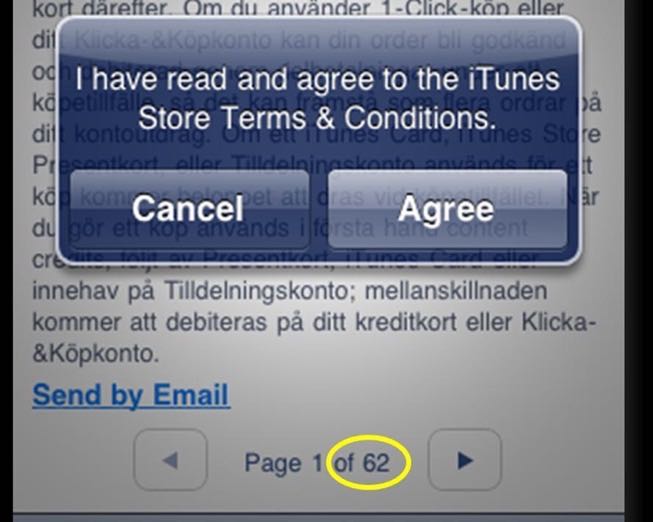 kort därefter. Om du använder 1-Click-köp eller
ditt Klicka-&Köpkonto kan din order bli godkänd
och
I have read and agree to the iTunes
köpetillfälle, så det kan främst som flera ordrar på
Store Terms & Conditions.
ditt kontoutdrag. Om ett iTunes Card, iTunes Store
Presentkort, eller Tilldelningskonto används för ett
köp kommer beloppet att dras vid köpetillfället. När
Cancel
Agree
du gör ett köp används i första hand content
credits, följt av Presentkort, iTunes Card eller
innehav på Tilldelningskonto; mellanskillnaden
kommer att debiteras på ditt kreditkort eller Klicka-
&Köpkonto.
Send by Email
Page 1 of 62